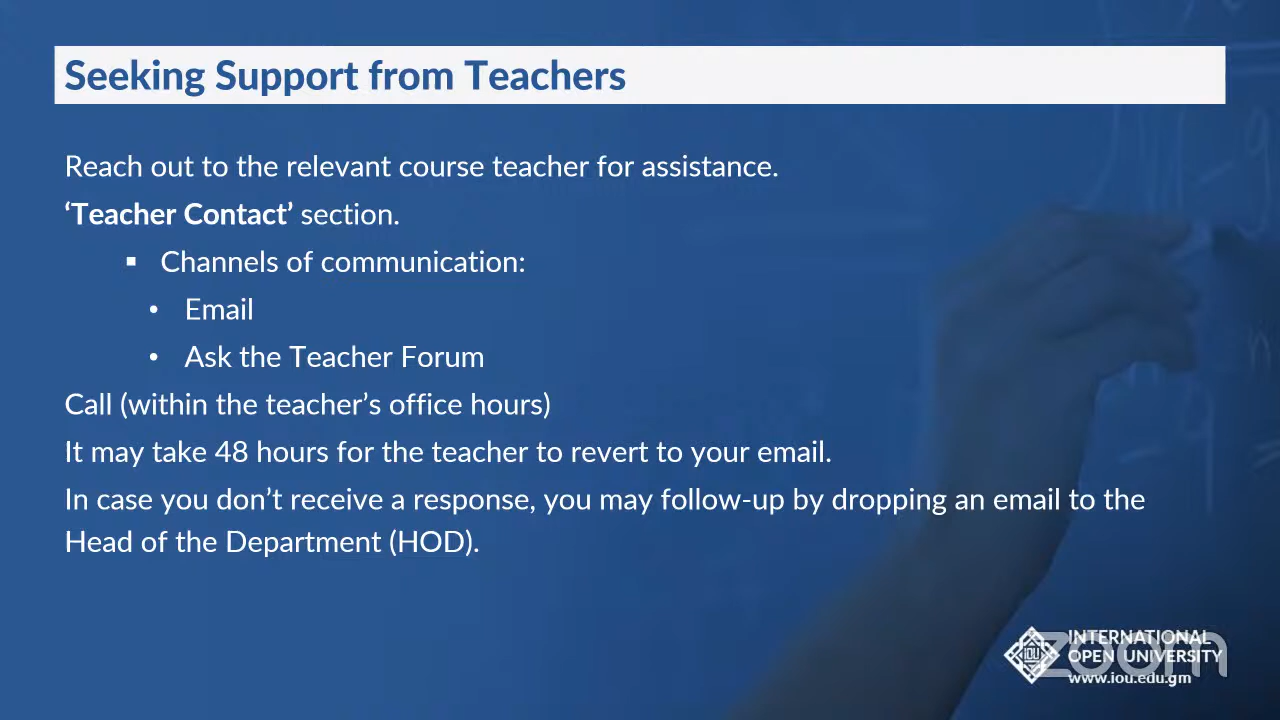 Seeking Support from Teachers
Reach out to the relevant course teacher for assistance.
‘Teacher Contact’ section.
▪ Channels of communication:
• Email
• Ask the Teacher Forum
Call (within the teacher’s office hours)
It may take 48 hours for the teacher to revert to your email.
In case you don’t receive a response, you may follow-up by dropping an email to the
Head of the Department (HOD).
IOU
INTERNATIONAL
OPEN UNIVERSITY
www.iou.edu.gm
zoom